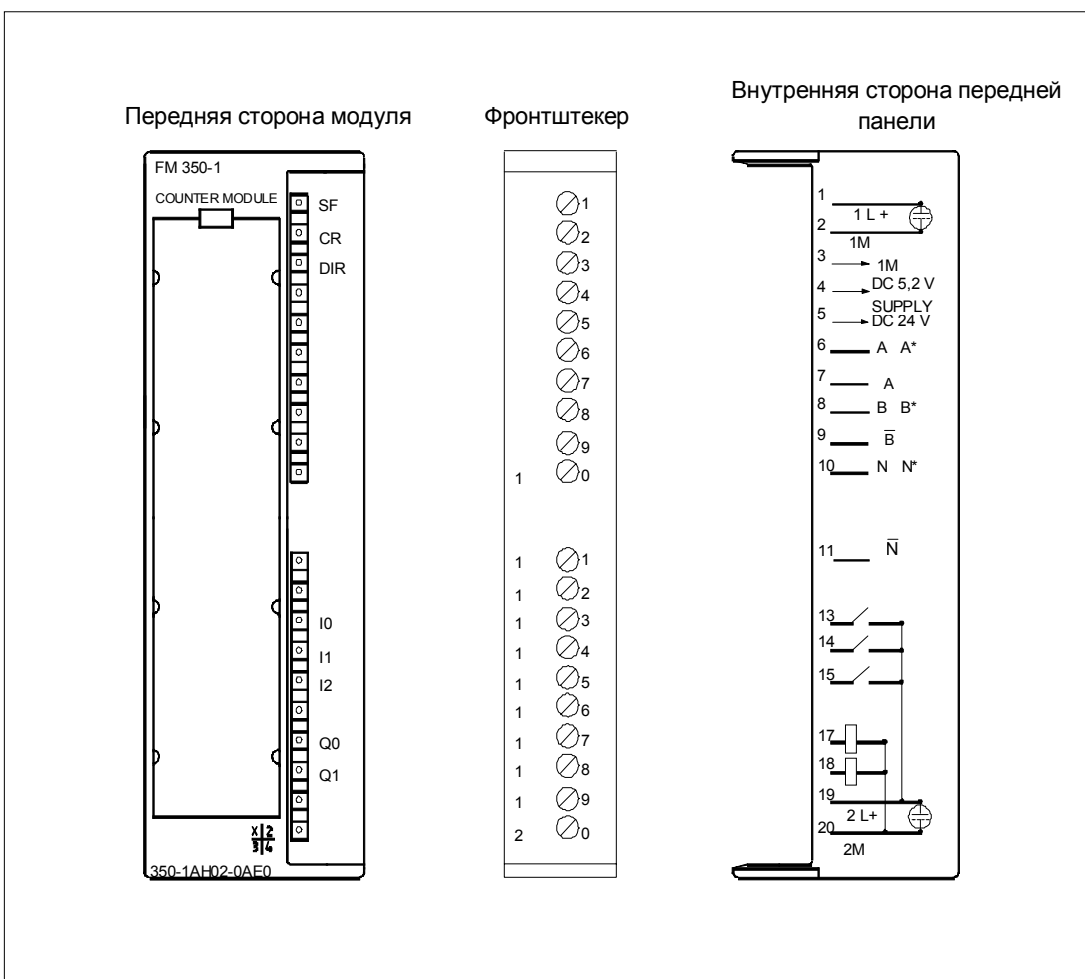 Передняя сторона модуля
FM 350-1
COUNTER MODULE
SF
CR
DIR
I0
I1
I2
Q0
Q1
X 2
3 4
350-1AH02-0AE0
Фронтштекер
1
2
3
4
5
6
7
8
9
1 0
1 1
1 2
1 3
1 4
1 5
1 6
1 7
1 8
1 9
2 0
Внутренняя сторона передней
панели
1
1 L +
2
1M
3
1M
4
DC 5,2 V
5
SUPPLY
DC 24 V
6 A A*
7 A
8 B B*
9 B̅
10 N N*
11 N̅
13
14
15
17
18
19
2 L+
20
2M